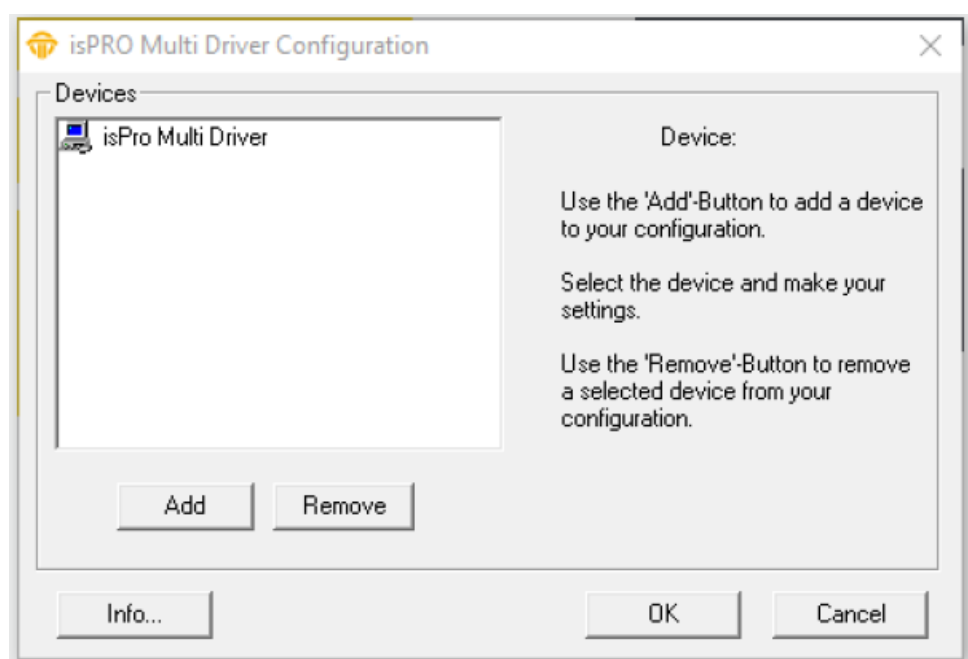 isPRO Multi Driver Configuration
Devices
isPro Multi Driver
Device:
Use the 'Add'-Button to add a device
to your configuration.
Select the device and make your
settings.
Use the 'Remove'-Button to remove
a selected device from your
configuration.
Add
Remove
Info...
OK
Cancel